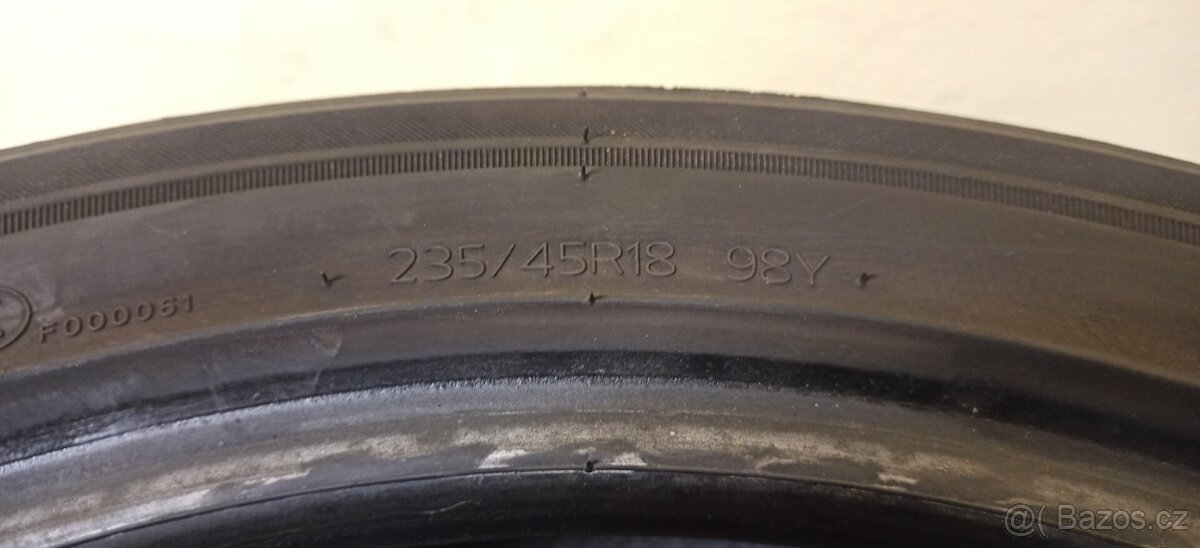 235/45R18 98Y
F000061
@( Bazos.cz